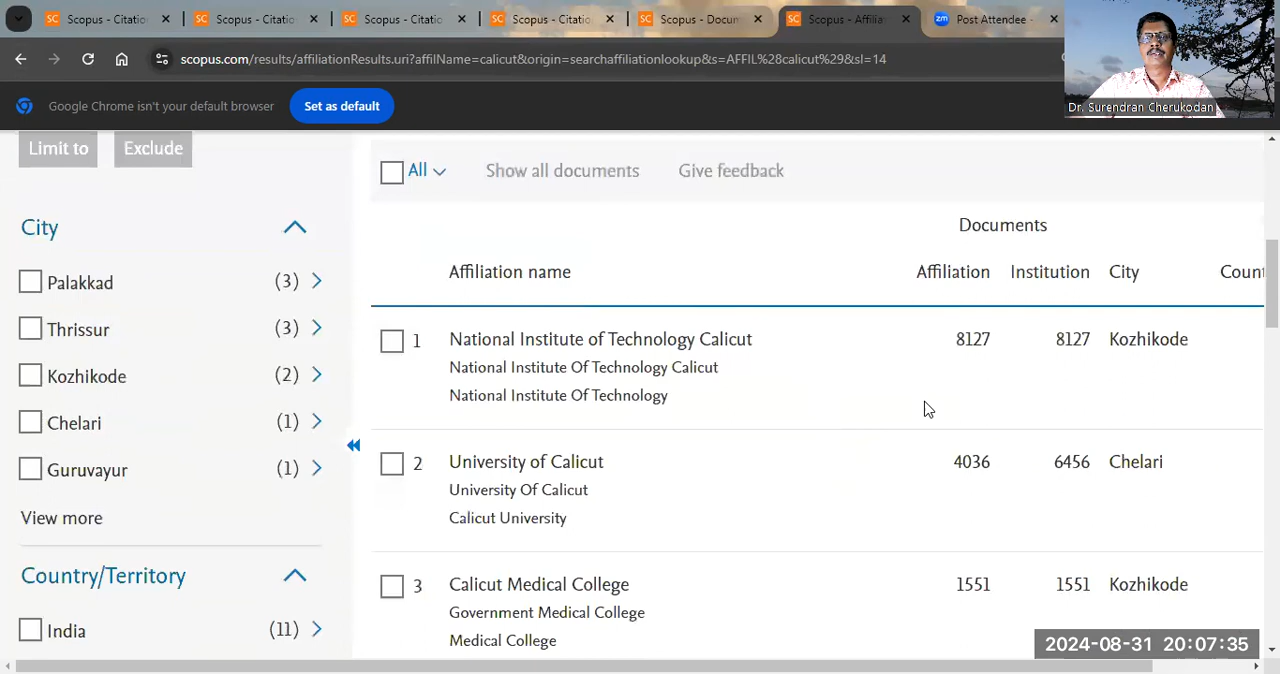 Scopus - Citatio
Scopus - Citatio
Scopus - Citatio
Scopus - Citatio
Scopus - Docum
Scopus - Affilia
Post Attendee -
scopus.com/results/affiliationResults.uri?affilName=calicut&origin=searchaffiliationlookup&s=AFFIL%28calicut%29&sl=14
Google Chrome isn't your default browser
Set as default
Dr. Surendran Cherukodan
Limit to
Exclude
All
Show all documents
Give feedback
City
Palakkad (3)
Thrissur (3)
Kozhikode (2)
Chelari (1)
Guruvayur (1)
View more
Country/Territory
India (11)
Documents
Affiliation name Affiliation Institution City Count
1 National Institute of Technology Calicut 8127 8127 Kozhikode
National Institute Of Technology Calicut
National Institute Of Technology
2 University of Calicut 4036 6456 Chelari
University Of Calicut
Calicut University
3 Calicut Medical College 1551 1551 Kozhikode
Government Medical College
Medical College
2024-08-31 20:07:35